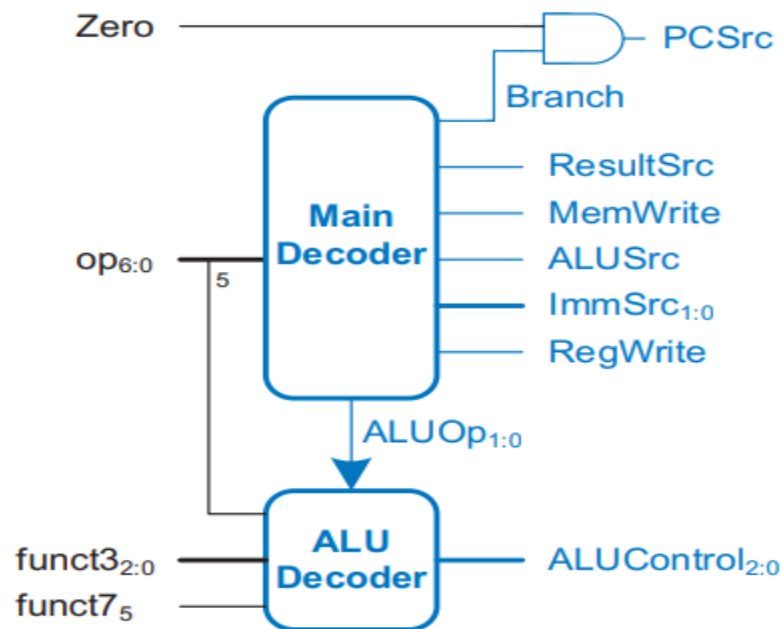 Zero
PCSrc
Branch
ResultSrc
Main
Decoder
MemWrite
op6:0
5
ALUSrc
ImmSrc1:0
RegWrite
ALUOp1:0
ALU
Decoder
funct32:0
funct75
ALUControl2:0